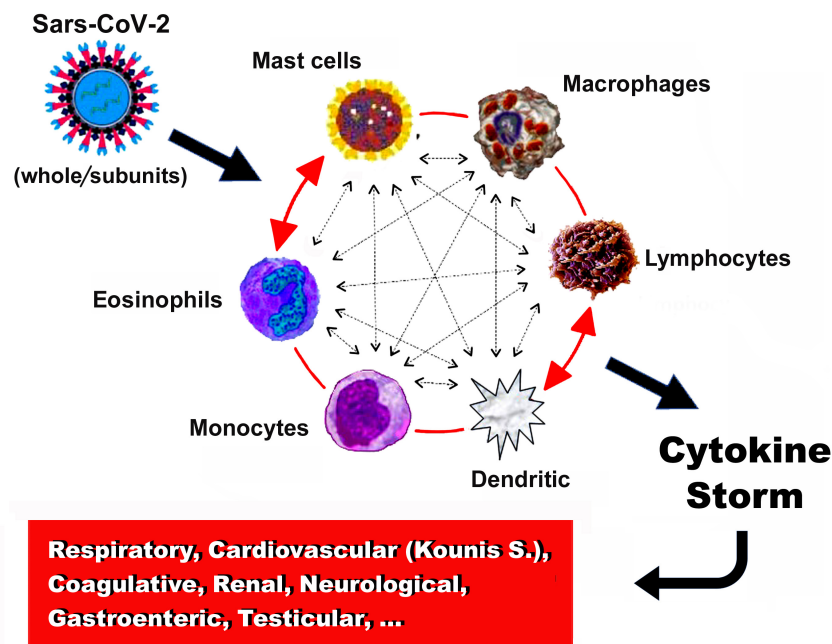 Sars-CoV-2
(whole/subunits)
Mast cells
Macrophages
Lymphocytes
Eosinophils
Monocytes
Dendritic
Cytokine
Storm
Respiratory, Cardiovascular (Kounis S.),
Coagulative, Renal, Neurological,
Gastroenteric, Testicular, ...